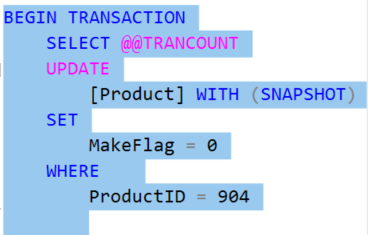 BEGIN TRANSACTION
SELECT @@TRANCOUNT
UPDATE
[Product] WITH (SNAPSHOT)
SET
MakeFlag = 0
WHERE
ProductID = 904